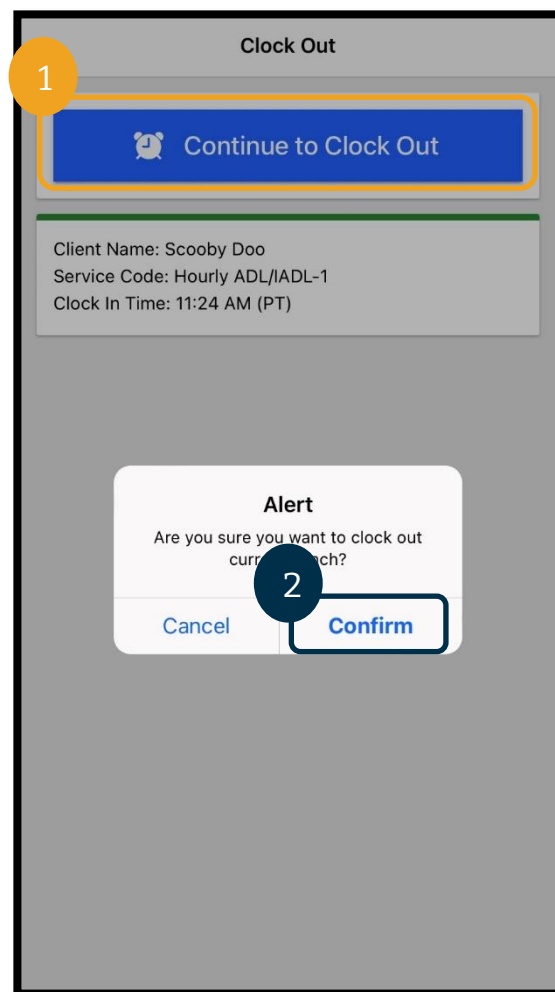 Clock Out
1
Continue to Clock Out
Client Name: Scooby Doo
Service Code: Hourly ADL/IADL-1
Clock In Time: 11:24 AM (PT)
Alert
Are you sure you want to clock out
2
Cancel
Confirm